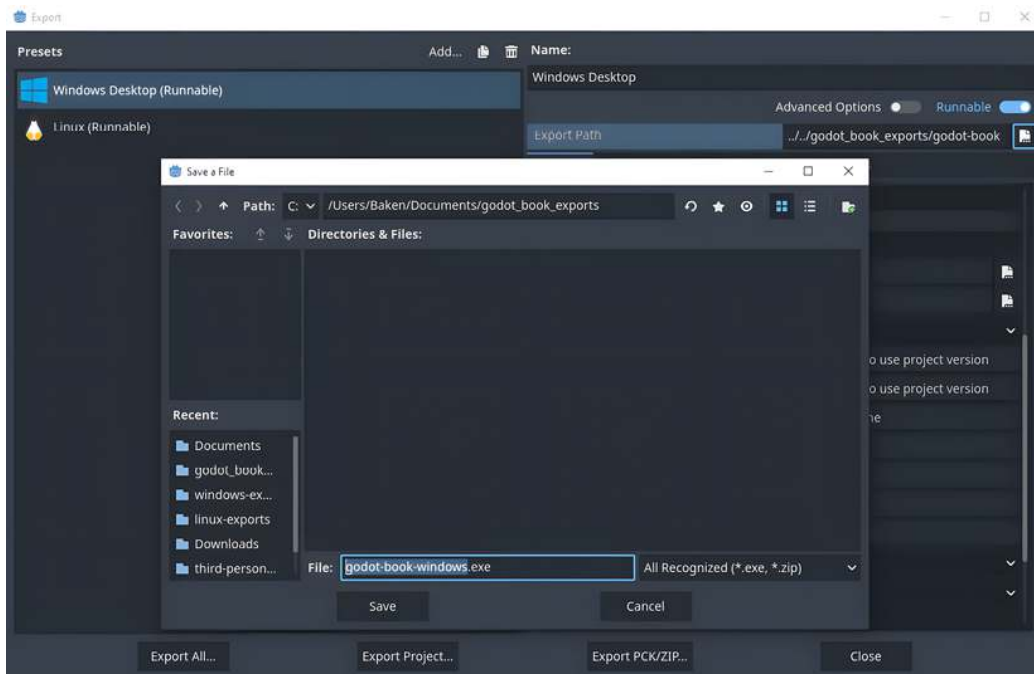 Export
Presets
Add...
Name:
Windows Desktop (Runnable)
Windows Desktop
Advanced Options
Runnable
Linux (Runnable)
Export Path
../../godot_book_exports/godot-book
Save a File
Path: C: /Users/Baken/Documents/godot_book_exports
Favorites:
Directories & Files:
o use project version
o use project version
ne
Recent:
Documents
godot_book...
windows-ex...
linux-exports
Downloads
third-person...
File: godot-book-windows.exe
All Recognized (*.exe, *.zip)
Save
Cancel
Export All...
Export Project...
Export PCK/ZIP...
Close